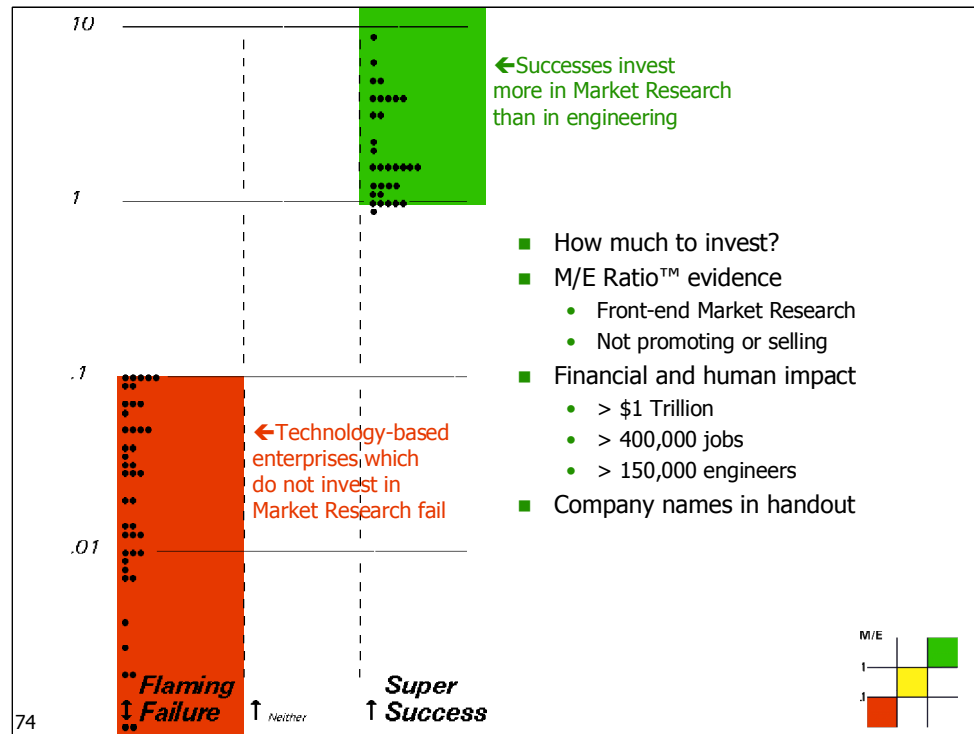 10
←Successes invest
more in Market Research
than in engineering
1
■ How much to invest?
■ M/E Ratio™ evidence
• Front-end Market Research
• Not promoting or selling
■ Financial and human impact
• > $1 Trillion
• > 400,000 jobs
• > 150,000 engineers
■ Company names in handout
.1
←Technology-based
enterprises which
do not invest in
Market Research fail
.01
Flaming
↕ Failure
↑ Neither
Super
↑ Success
M/E
1
.1
74